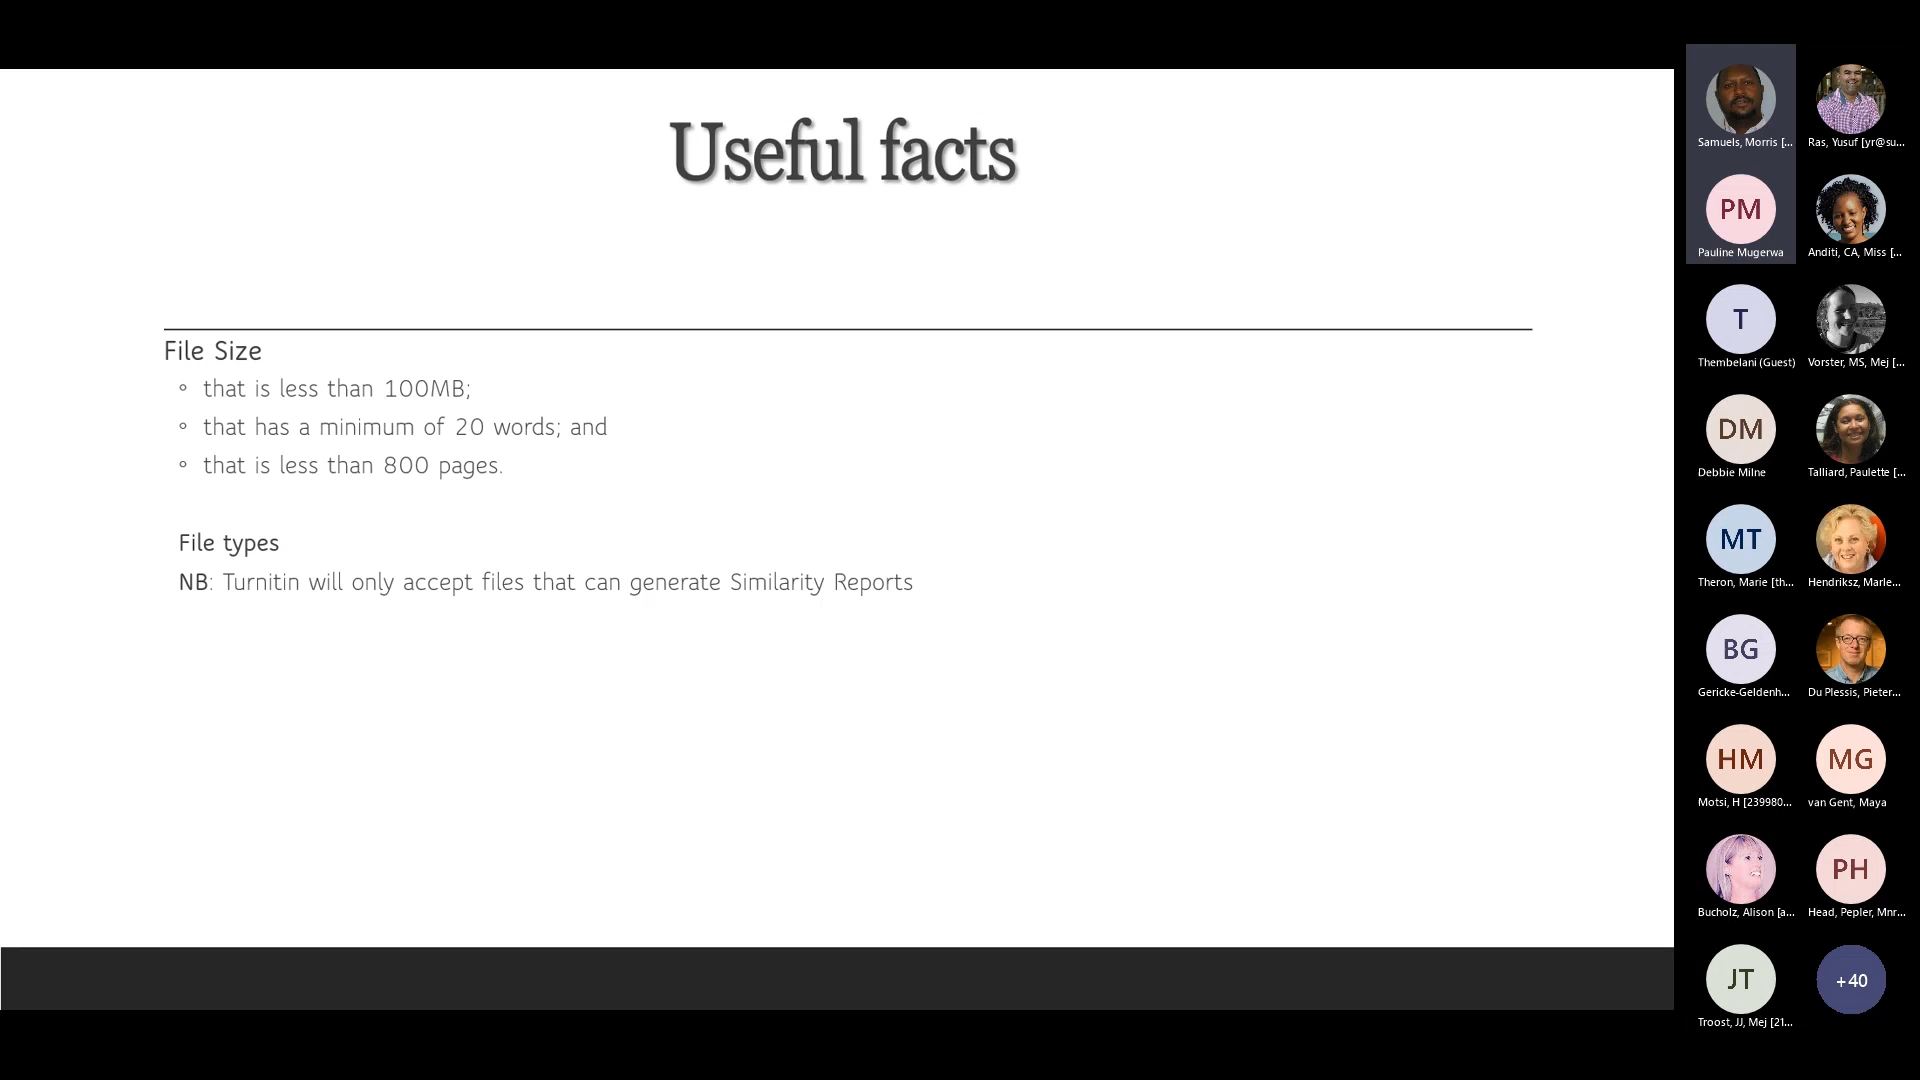 Useful facts
File Size
◦ that is less than 100MB;
◦ that has a minimum of 20 words; and
◦ that is less than 800 pages.
File types
NB: Turnitin will only accept files that can generate Similarity Reports
Samuels, Morris [...
Ras, Yusuf [yr@su...
PM
Pauline Mugerwa
Anditi, CA, Miss [...
T
Thembelani (Guest)
Vorster, MS, Mej [...
DM
Debbie Milne
Talliard, Paulette [...
MT
Theron, Marie [th...
Hendriksz, Marle...
BG
Gericke-Geldenh...
Du Plessis, Pieter...
HM
Motsi, H [239980...
MG
van Gent, Maya
Bucholz, Alison [a...
PH
Head, Pepler, Mnr...
JT
Troost, JJ, Mej [21...
+40